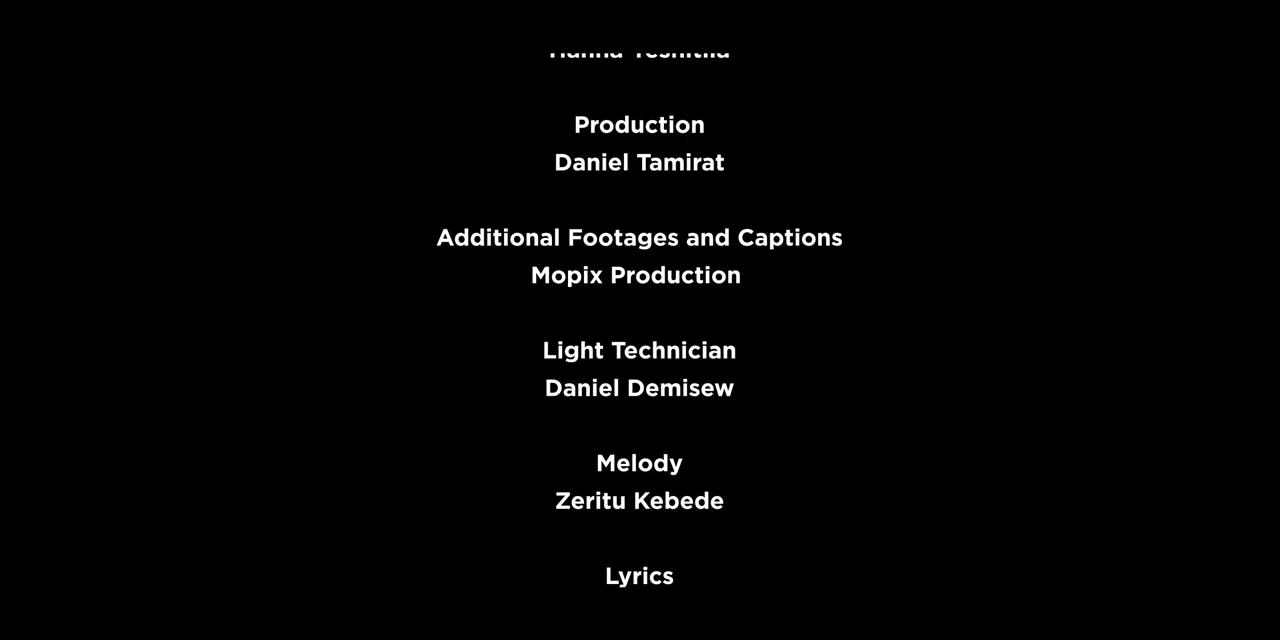 Production
Daniel Tamirat
Additional Footages and Captions
Mopix Production
Light Technician
Daniel Demisew
Melody
Zeritu Kebede
Lyrics